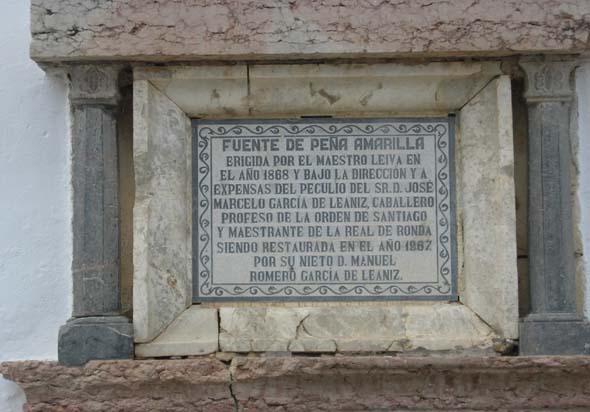 FUENTE DE PEÑA AMARILLA
ERIGIDA POR EL MAESTRO LEIVA EN
EL AÑO 1868 Y BAJO LA DIRECCIÓN Y A
EXPENSAS DEL PECULIO DEL SR. D. JOSÉ
MARCELO GARCÍA DE LEANIZ, CABALLERO
PROFESO DE LA ORDEN DE SANTIAGO
Y MAESTRANTE DE LA REAL DE RONDA
SIENDO RESTAURADA EN EL AÑO 1967
POR SU NIETO D. MANUEL
ROMERO GARCÍA DE LEANIZ.